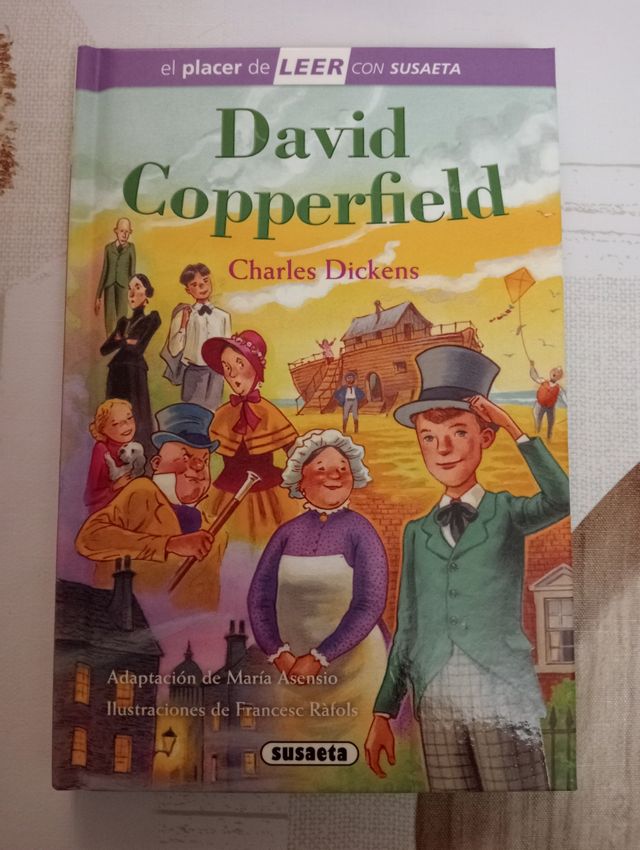 el placer de LEER CON SUSAETA
David
Copperfield
Charles Dickens
Adaptación de María Asensio
Ilustraciones de Francesc Ràfols
susaeta